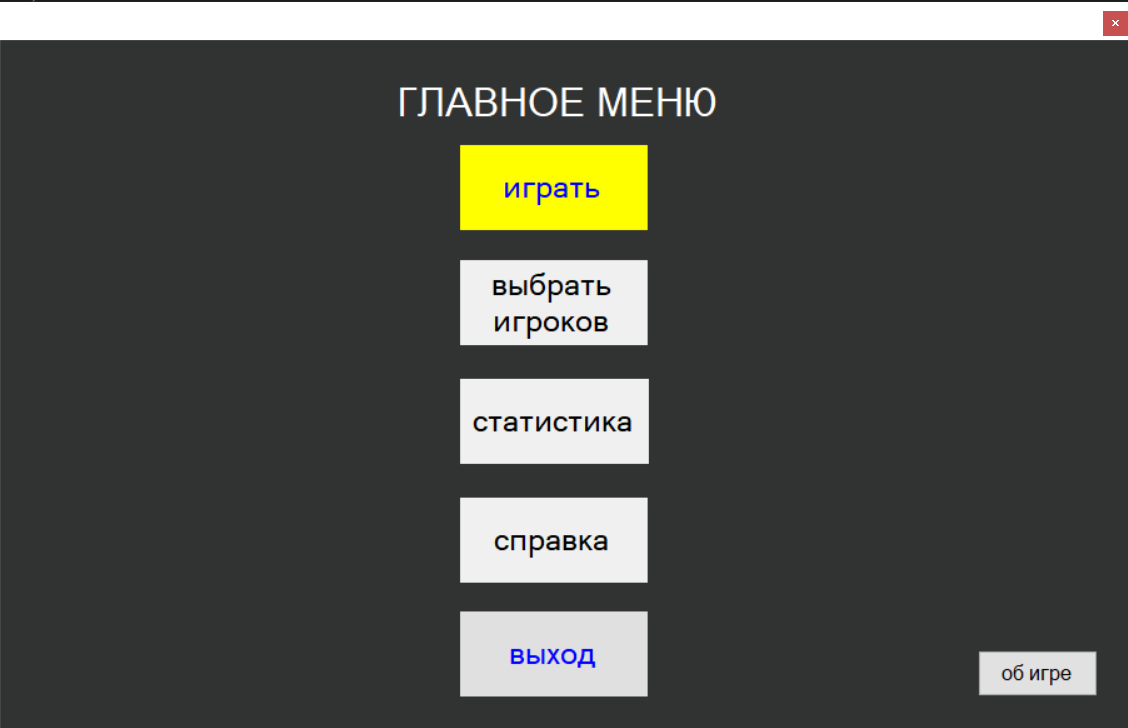 ГЛАВНОЕ МЕНЮ
играть
выбрать
игроков
статистика
справка
выход
об игре